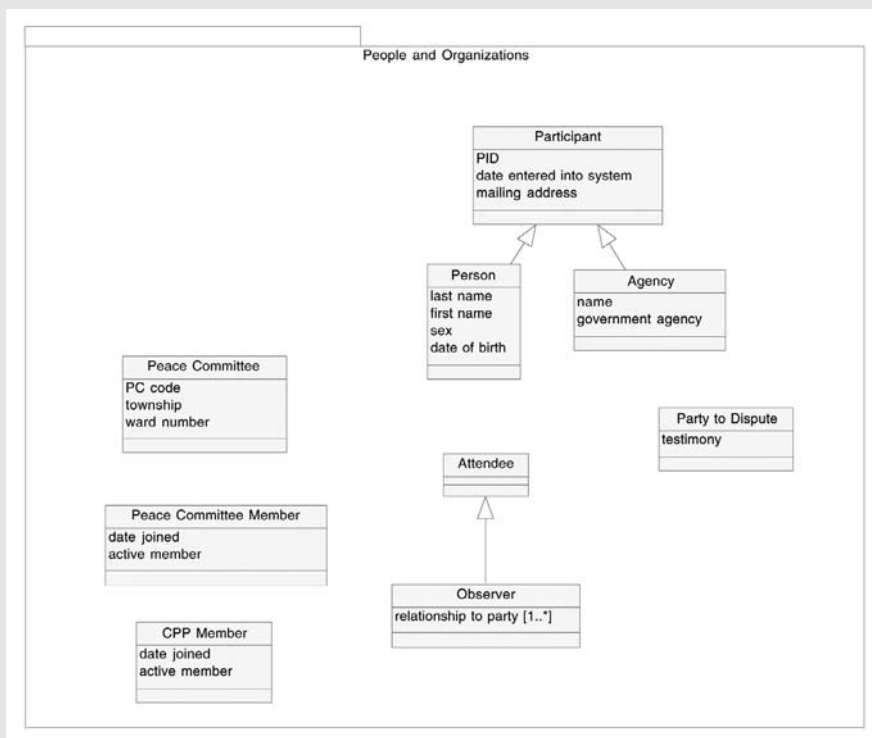 People and Organizations
Participant
PID
date entered into system
mailing address
Person
last name
first name
sex
date of birth
Agency
name
government agency
Peace Committee
PC code
township
ward number
Party to Dispute
testimony
Attendee
Peace Committee Member
date joined
active member
Observer
relationship to party [1..*]
CPP Member
date joined
active member